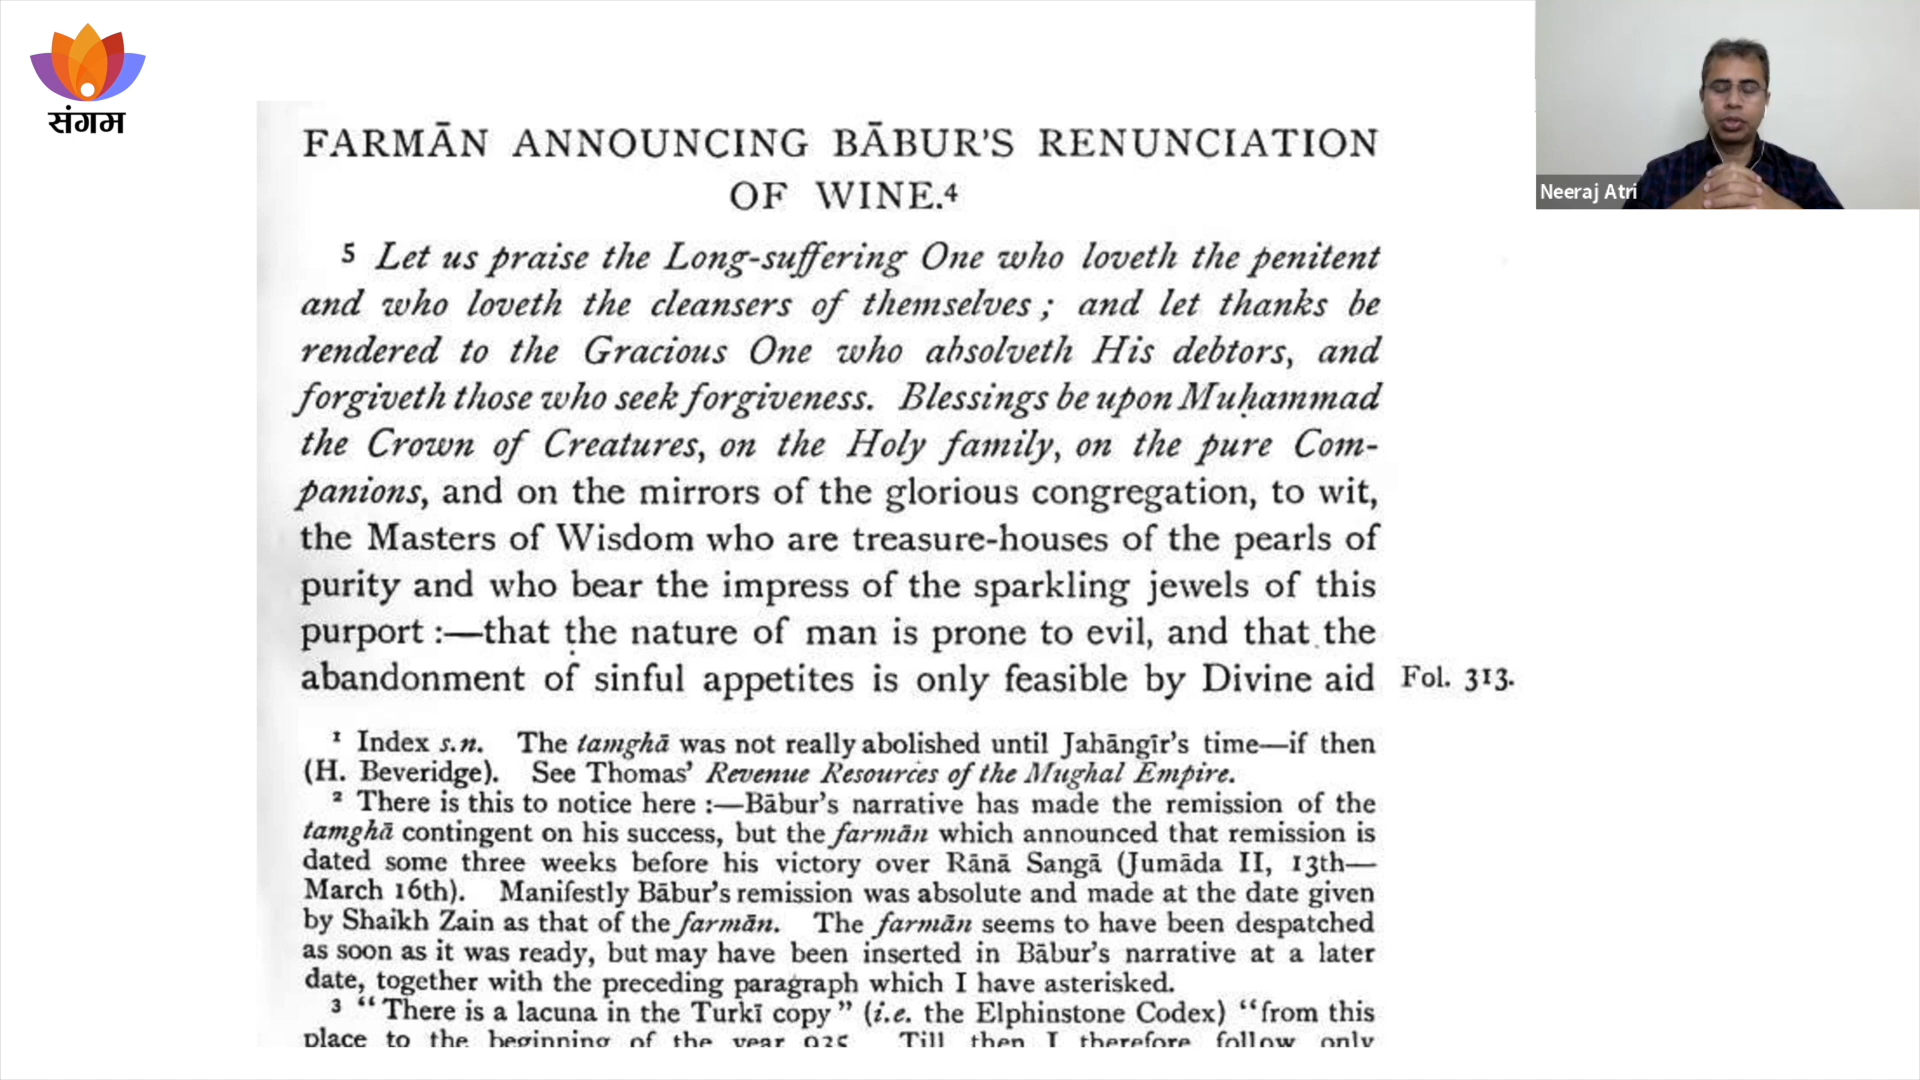 संगम
Neeraj Atri
FARMĀN ANNOUNCING BĀBUR'S RENUNCIATION
OF WINE.⁴
⁵ Let us praise the Long-suffering One who loveth the penitent
and who loveth the cleansers of themselves ; and let thanks be
rendered to the Gracious One who absolveth His debtors, and
forgiveth those who seek forgiveness. Blessings be upon Muḥammad
the Crown of Creatures, on the Holy family, on the pure Com-
panions, and on the mirrors of the glorious congregation, to wit,
the Masters of Wisdom who are treasure-houses of the pearls of
purity and who bear the impress of the sparkling jewels of this
purport :—that the nature of man is prone to evil, and that the
abandonment of sinful appetites is only feasible by Divine aid Fol. 313.
¹ Index s.n. The tamghā was not really abolished until Jahāngīr's time—if then
(H. Beveridge). See Thomas' Revenue Resources of the Mughal Empire.
² There is this to notice here :—Bābur's narrative has made the remission of the
tamghā contingent on his success, but the farmān which announced that remission is
dated some three weeks before his victory over Rānā Sangā (Jumāda II, 13th—
March 16th). Manifestly Bābur's remission was absolute and made at the date given
by Shaikh Zain as that of the farmān. The farmān seems to have been despatched
as soon as it was ready, but may have been inserted in Bābur's narrative at a later
date, together with the preceding paragraph which I have asterisked.
³ "There is a lacuna in the Turkī copy" (i.e. the Elphinstone Codex) "from this
place to the beginning of the year 935. Till then I therefore follow only